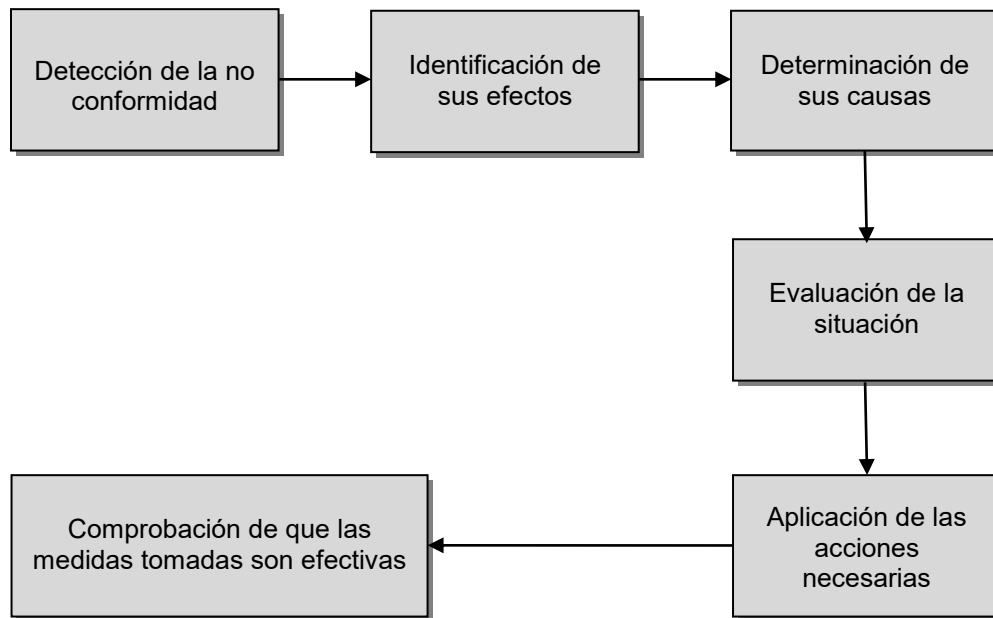 Detección de la no
conformidad
Identificación de
sus efectos
Determinación de
sus causas
Evaluación de la
situación
Aplicación de las
acciones
necesarias
Comprobación de que las
medidas tomadas son efectivas